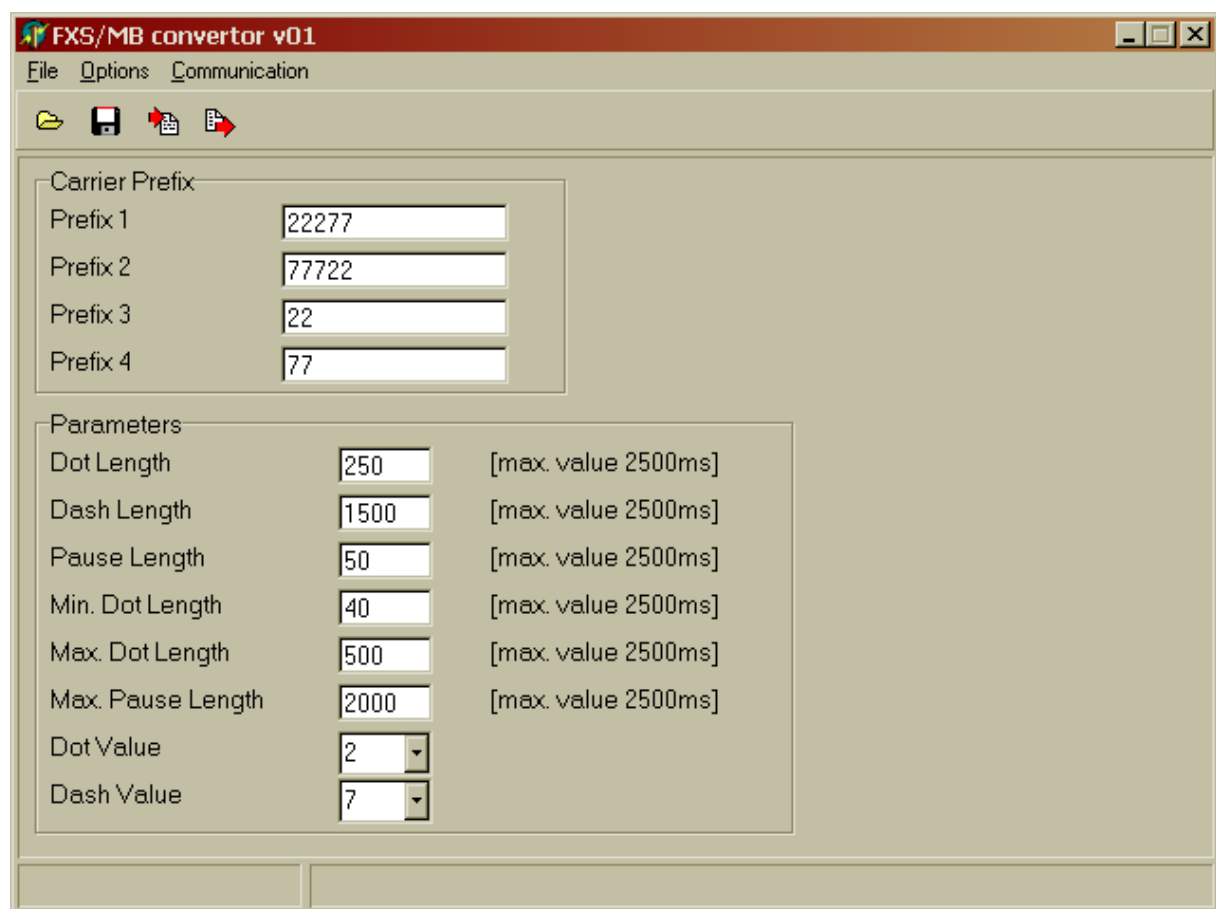 FXS/MB convertor v01
File Options Communication
Carrier Prefix
Prefix 1 22277
Prefix 2 77722
Prefix 3 22
Prefix 4 77
Parameters
Dot Length 250 [max. value 2500ms]
Dash Length 1500 [max. value 2500ms]
Pause Length 50 [max. value 2500ms]
Min. Dot Length 40 [max. value 2500ms]
Max. Dot Length 500 [max. value 2500ms]
Max. Pause Length 2000 [max. value 2500ms]
Dot Value 2
Dash Value 7